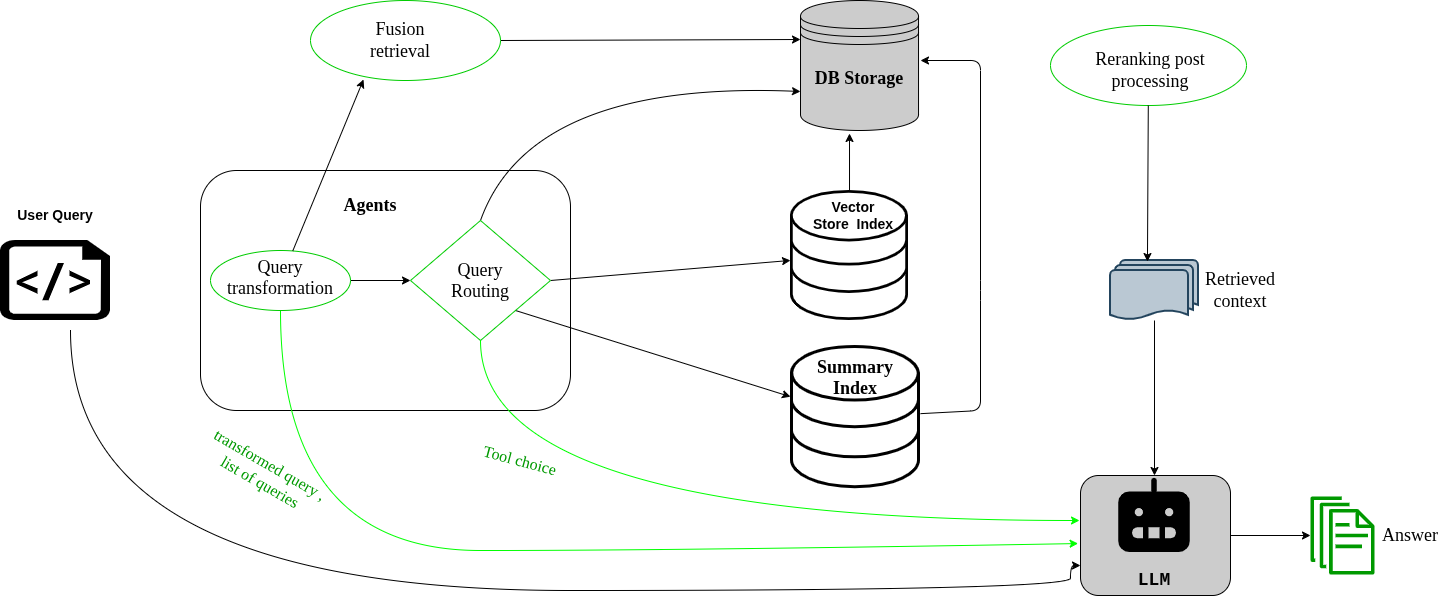 Fusion
retrieval
DB Storage
Reranking post
processing
User Query
</>
Agents
Query
transformation
Query
Routing
Vector
Store Index
Summary
Index
Retrieved
context
transformed query ,
list of queries
Tool choice
LLM
Answer